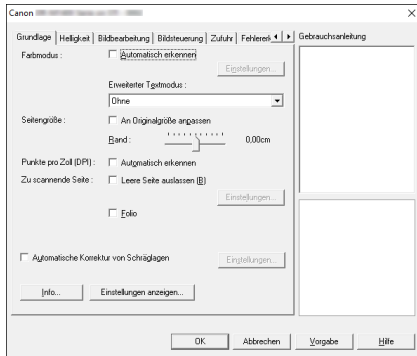 Canon
Grundlage Helligkeit Bildbearbeitung Bildsteuerung Zufuhr
Gebrauchsanleitung
Farbmodus : Automatisch erkennen
Einstellungen...
Erweiterter Textmodus :
Ohne
Seitengröße : An Originalgröße anpassen
Rand : 0,00cm
Punkte pro Zoll (DPI) : Automatisch erkennen
Zu scannende Seite : Leere Seite auslassen (B)
Einstellungen...
Folio
Automatische Korrektur von Schräglagen Einstellungen...
Info... Einstellungen anzeigen...
OK Abbrechen Vorgabe Hilfe